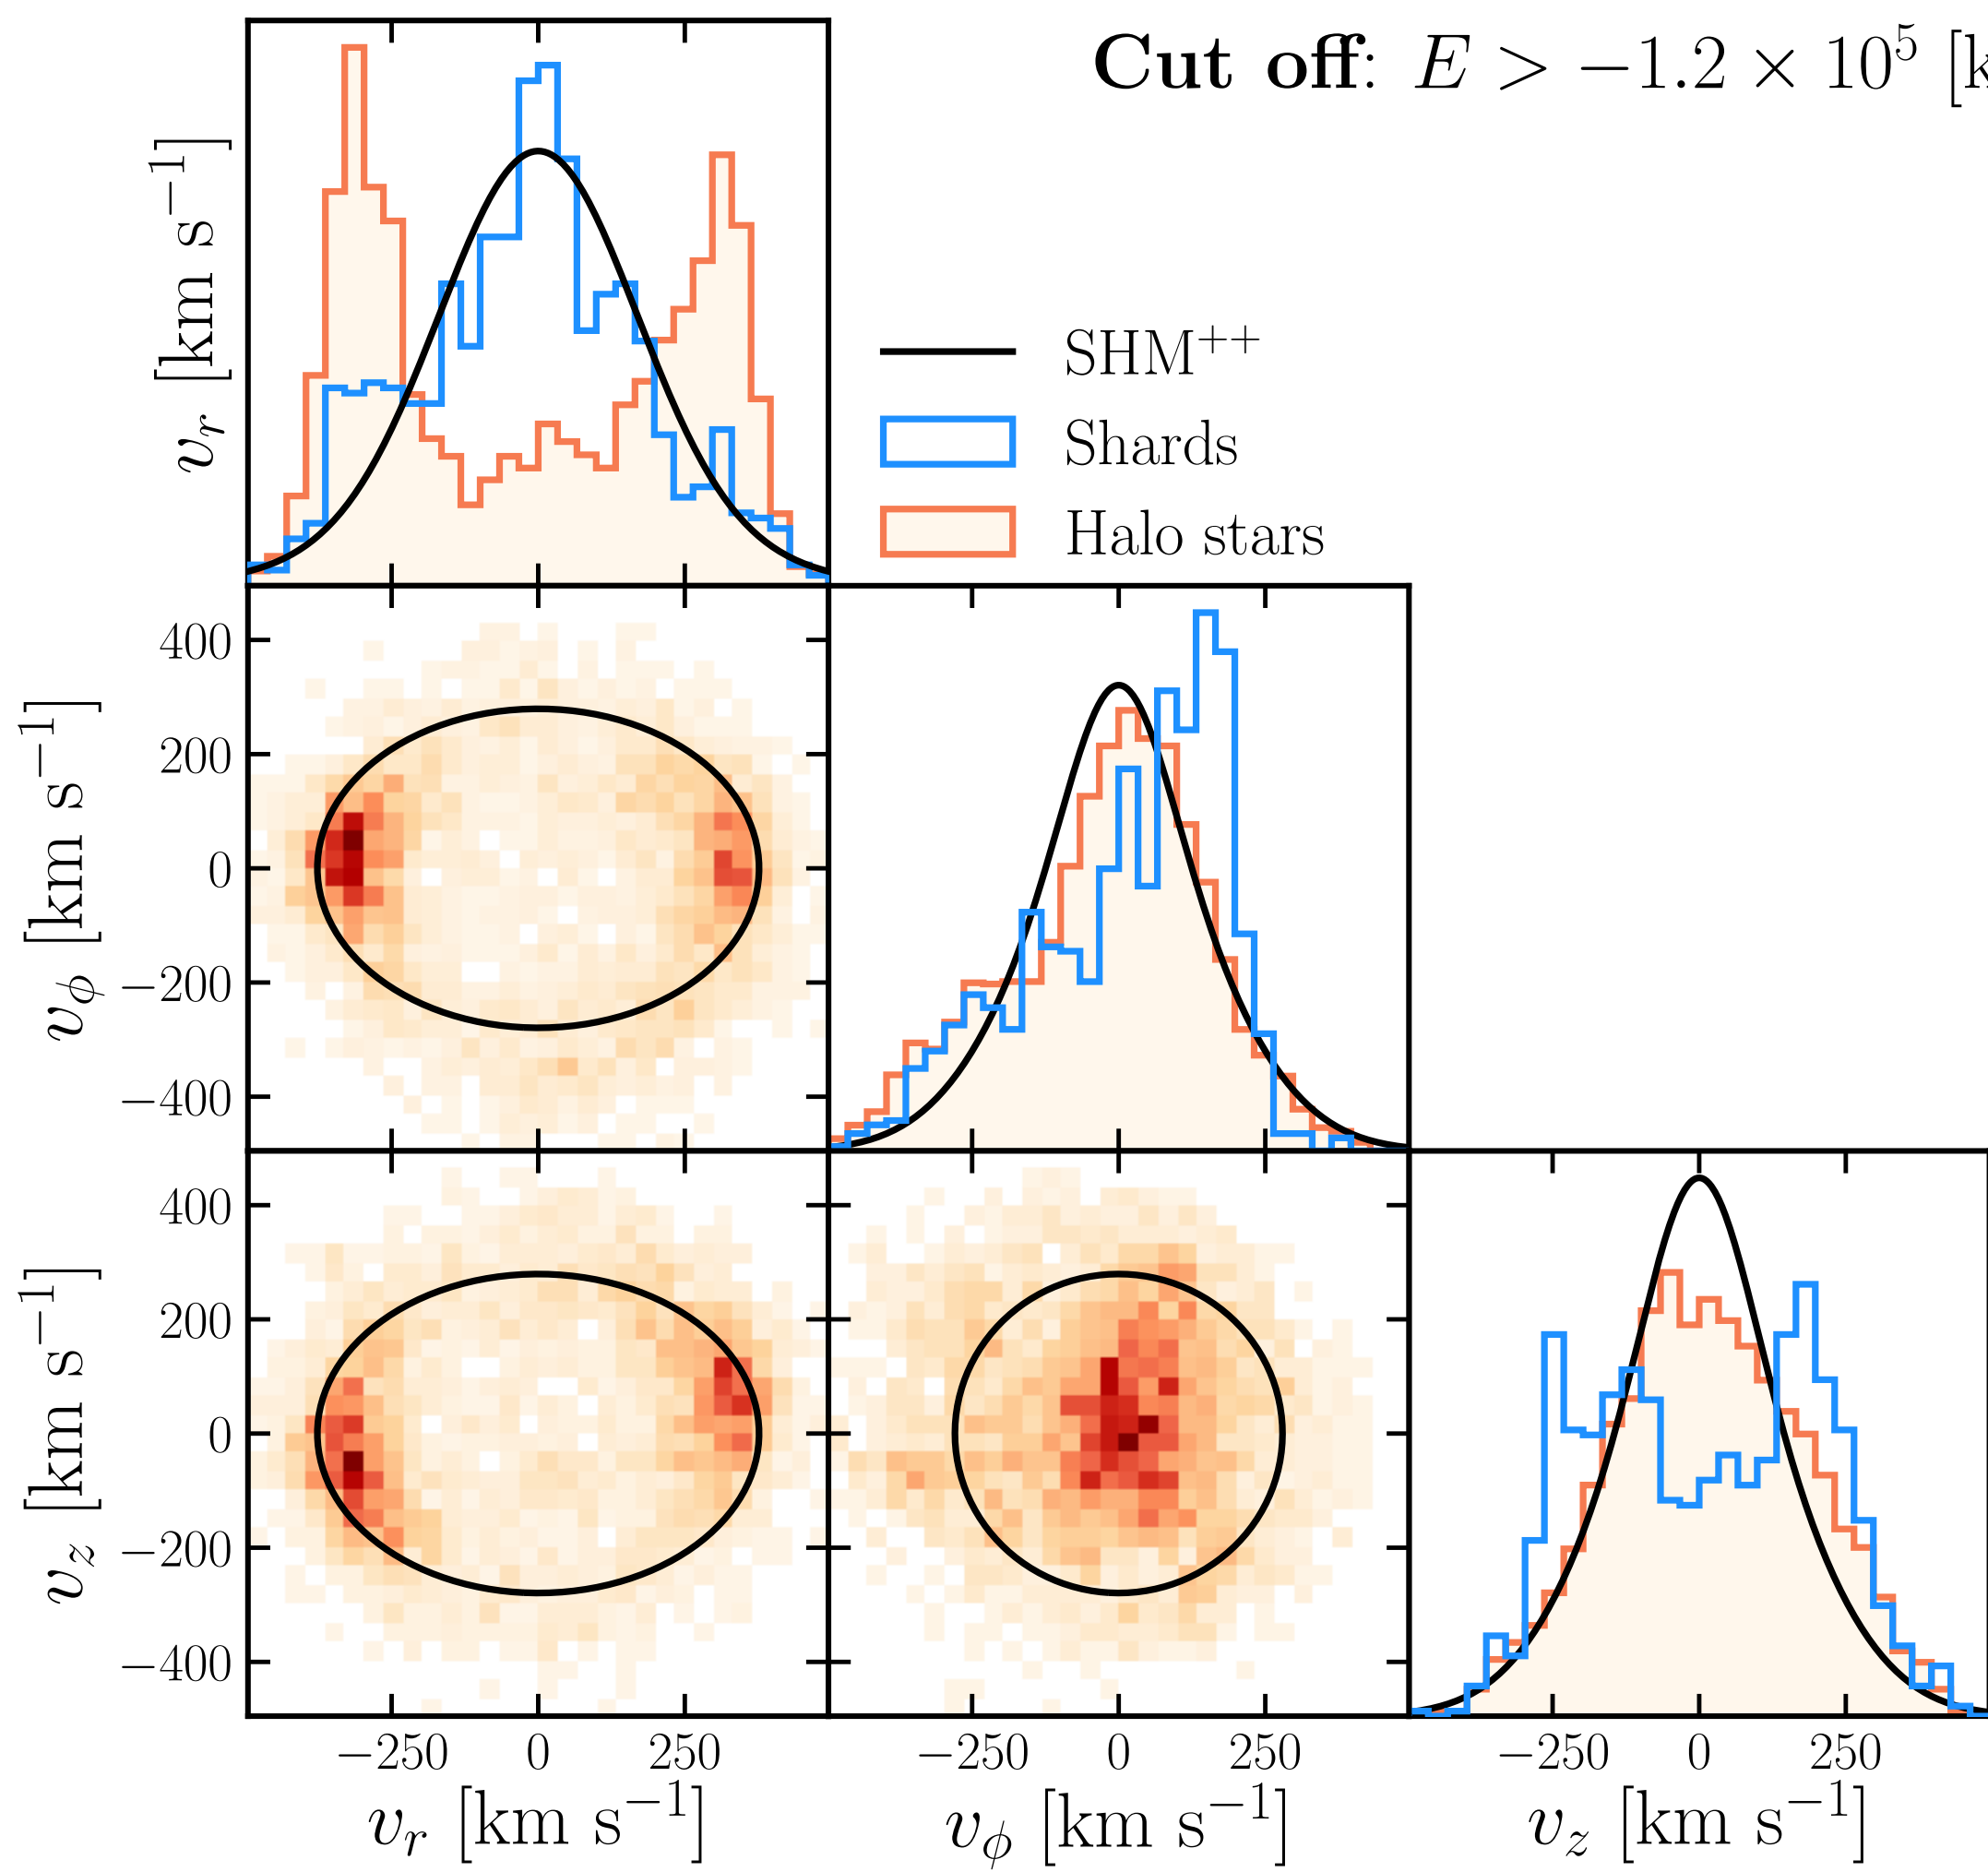 Cut off: E > −1.2 × 10⁵ [k
v_r [km s⁻¹]
SHM⁺⁺
Shards
Halo stars
v_ϕ [km s⁻¹]
400
200
0
−200
−400
v_z [km s⁻¹]
400
200
0
−200
−400
−250 0 250 −250 0 250 −250 0 250
v_r [km s⁻¹] v_ϕ [km s⁻¹] v_z [km s⁻¹]